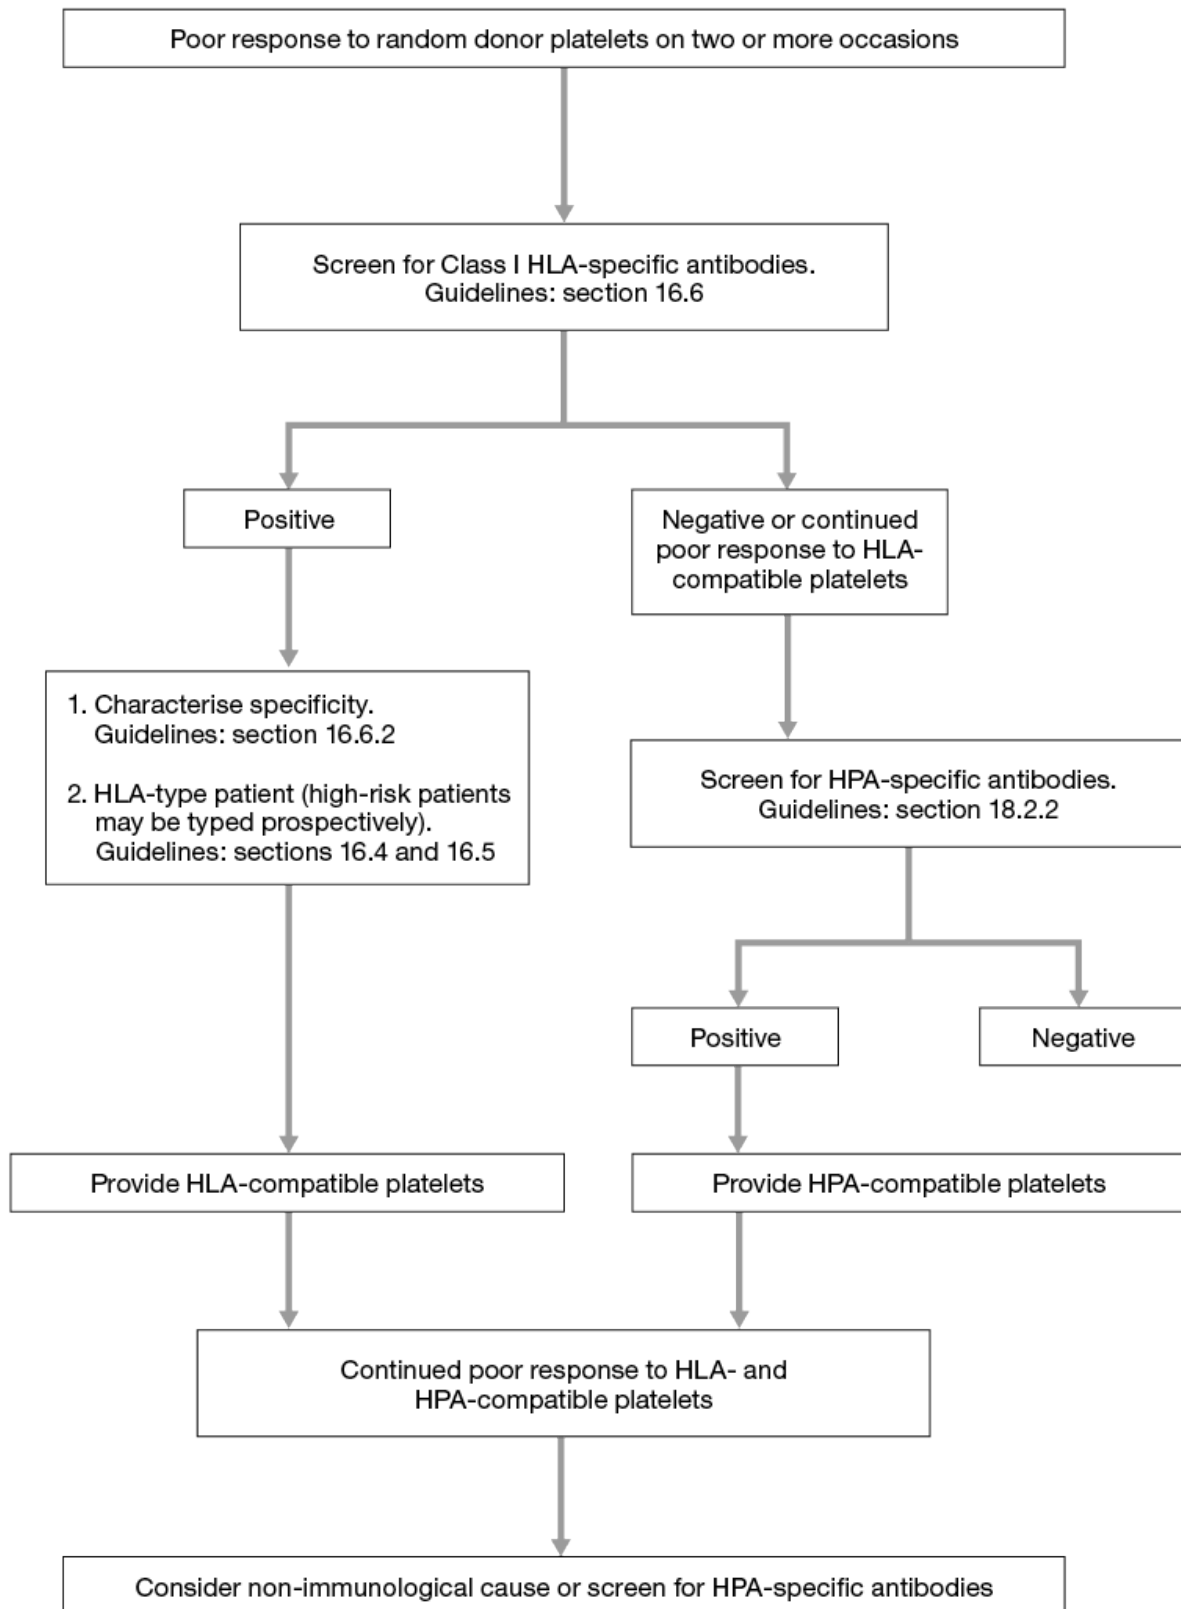 Poor response to random donor platelets on two or more occasions
Screen for Class I HLA-specific antibodies.
Guidelines: section 16.6
Positive
Negative or continued
poor response to HLA-
compatible platelets
1. Characterise specificity.
Guidelines: section 16.6.2
2. HLA-type patient (high-risk patients
may be typed prospectively).
Guidelines: sections 16.4 and 16.5
Screen for HPA-specific antibodies.
Guidelines: section 18.2.2
Positive
Negative
Provide HLA-compatible platelets
Provide HPA-compatible platelets
Continued poor response to HLA- and
HPA-compatible platelets
Consider non-immunological cause or screen for HPA-specific antibodies